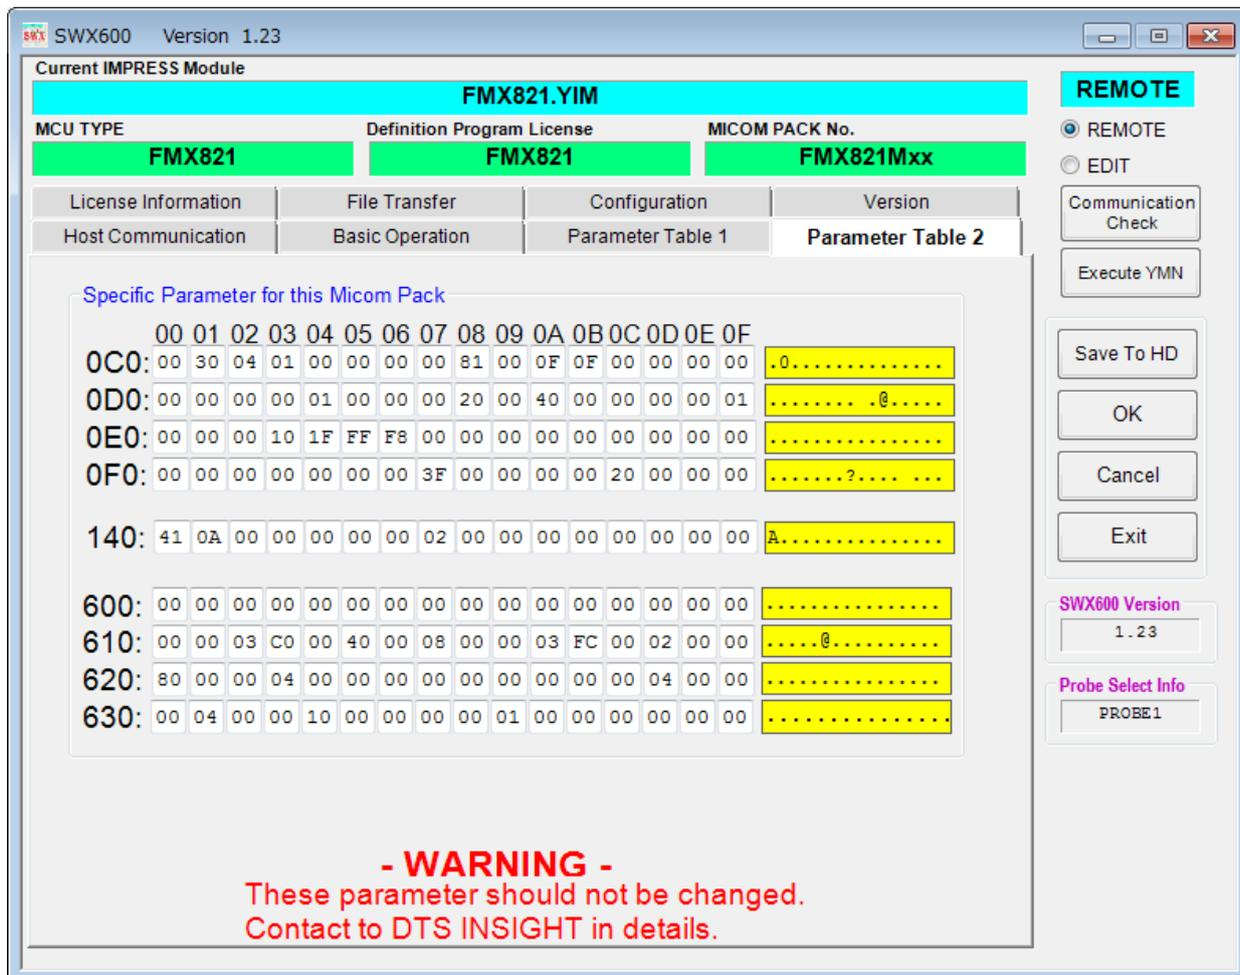 SWX600 Version 1.23
Current IMPRESS Module
FMX821.YIM
MCU TYPE Definition Program License MICOM PACK No.
FMX821 FMX821 FMX821Mxx
License Information File Transfer Configuration Version
Host Communication Basic Operation Parameter Table 1 Parameter Table 2
Specific Parameter for this Micom Pack
00 01 02 03 04 05 06 07 08 09 0A 0B 0C 0D 0E 0F
0C0: 00 30 04 01 00 00 00 00 81 00 0F 0F 00 00 00 00 .0..............
0D0: 00 00 00 00 01 00 00 00 20 00 40 00 00 00 00 01 ........ .@.....
0E0: 00 00 00 10 1F FF F8 00 00 00 00 00 00 00 00 00 ................
0F0: 00 00 00 00 00 00 00 3F 00 00 00 00 20 00 00 00 .......?.... ...
140: 41 0A 00 00 00 00 00 02 00 00 00 00 00 00 00 00 A...............
600: 00 00 00 00 00 00 00 00 00 00 00 00 00 00 00 00 ................
610: 00 00 03 C0 00 40 00 08 00 00 03 FC 00 02 00 00 .....@..........
620: 80 00 00 04 00 00 00 00 00 00 00 00 00 04 00 00 ................
630: 00 04 00 00 10 00 00 00 00 01 00 00 00 00 00 00 ................
- WARNING -
These parameter should not be changed.
Contact to DTS INSIGHT in details.
REMOTE
REMOTE
EDIT
Communication
Check
Execute YMN
Save To HD
OK
Cancel
Exit
SWX600 Version
1.23
Probe Select Info
PROBE1